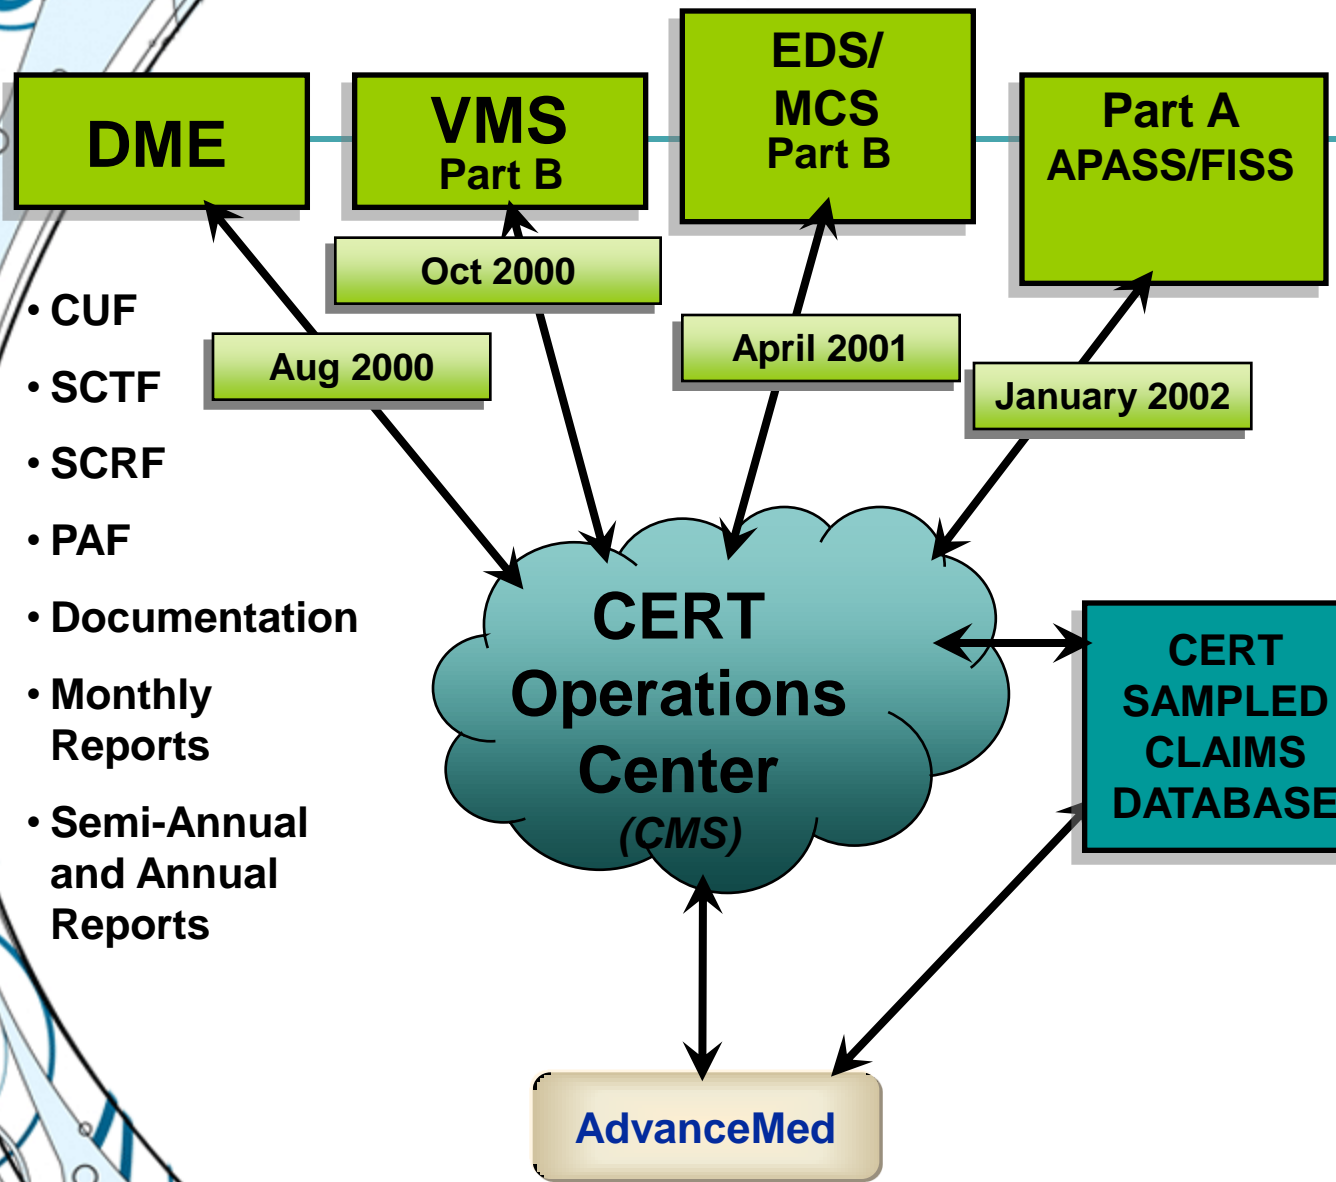 DME
VMS
Part B
EDS/
MCS
Part B
Part A
APASS/FISS
Oct 2000
Aug 2000
April 2001
January 2002
• CUF
• SCTF
• SCRF
• PAF
• Documentation
• Monthly
Reports
• Semi-Annual
and Annual
Reports
CERT
Operations
Center
(CMS)
CERT
SAMPLED
CLAIMS
DATABASE
AdvanceMed